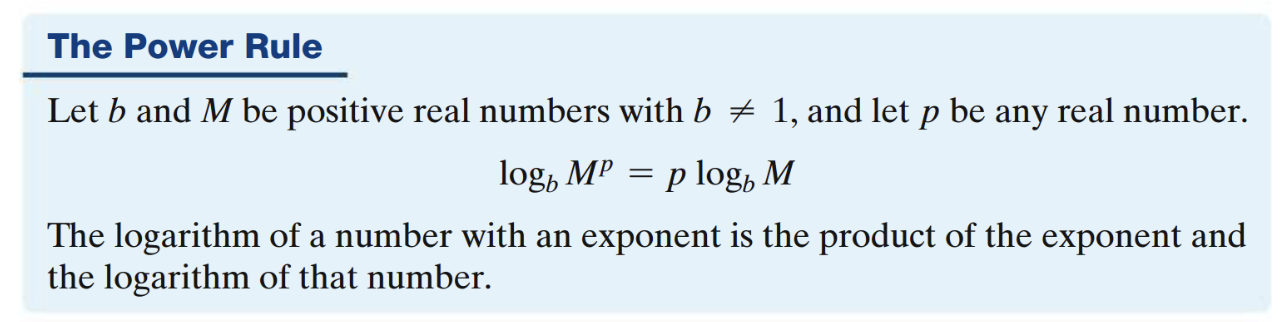 The Power Rule
Let b and M be positive real numbers with b ≠ 1, and let p be any real number.
log_b M^p = p log_b M
The logarithm of a number with an exponent is the product of the exponent and
the logarithm of that number.